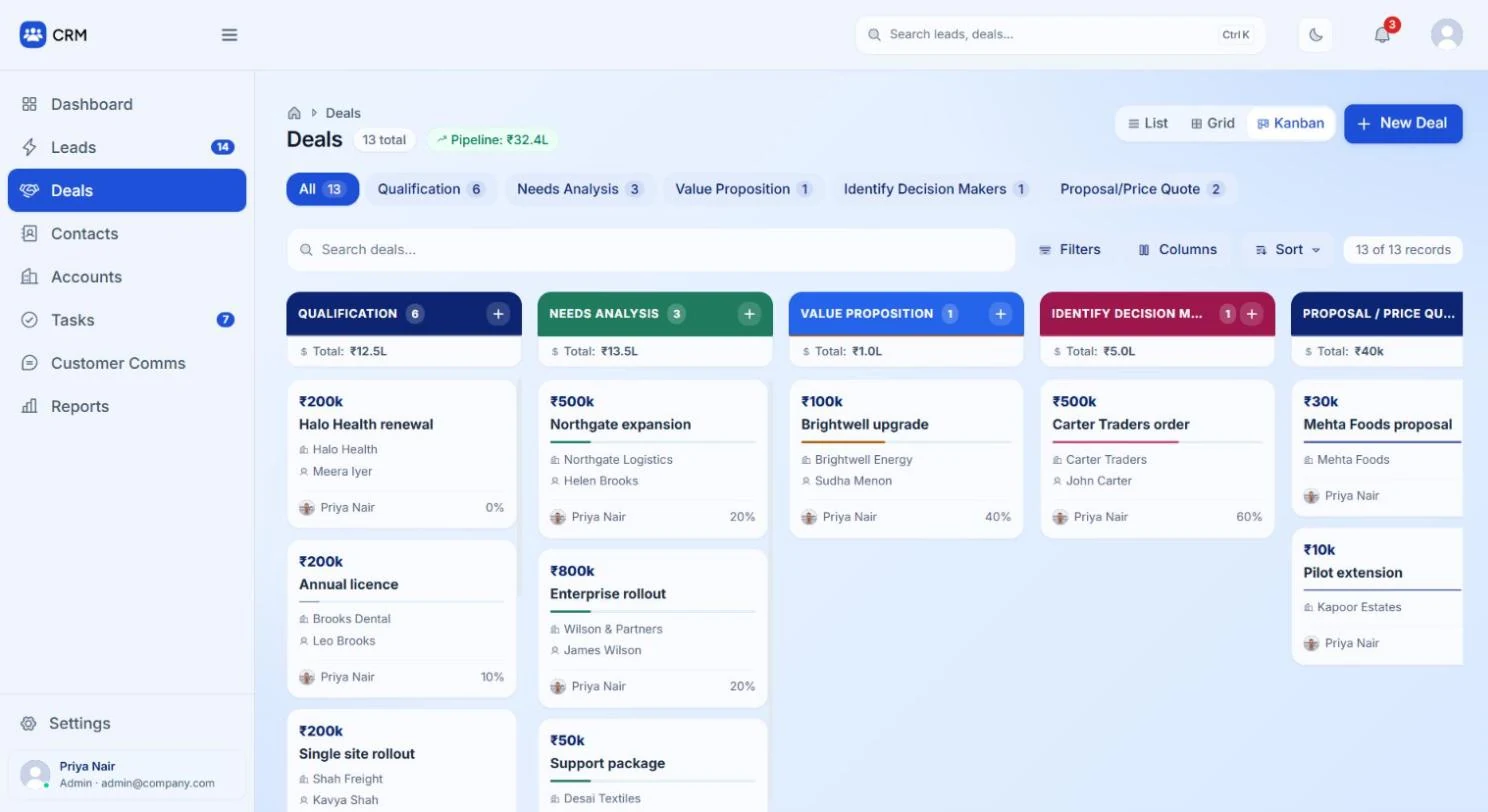 CRM
Search leads, deals... Ctrl K
3
Dashboard
Leads 14
Deals
Contacts
Accounts
Tasks 7
Customer Comms
Reports
Settings
Priya Nair
Admin · admin@company.com
Deals
Deals 13 total Pipeline: ₹32.4L
List Grid Kanban + New Deal
All 13 Qualification 6 Needs Analysis 3 Value Proposition 1 Identify Decision Makers 1 Proposal/Price Quote 2
Search deals... Filters Columns Sort 13 of 13 records
QUALIFICATION 6 +
$ Total: ₹12.5L
₹200k
Halo Health renewal
Halo Health
Meera Iyer
Priya Nair 0%
₹200k
Annual licence
Brooks Dental
Leo Brooks
Priya Nair 10%
₹200k
Single site rollout
Shah Freight
Kavya Shah
NEEDS ANALYSIS 3 +
$ Total: ₹13.5L
₹500k
Northgate expansion
Northgate Logistics
Helen Brooks
Priya Nair 20%
₹800k
Enterprise rollout
Wilson & Partners
James Wilson
Priya Nair 20%
₹50k
Support package
Desai Textiles
VALUE PROPOSITION 1 +
$ Total: ₹1.0L
₹100k
Brightwell upgrade
Brightwell Energy
Sudha Menon
Priya Nair 40%
IDENTIFY DECISION M... 1 +
$ Total: ₹5.0L
₹500k
Carter Traders order
Carter Traders
John Carter
Priya Nair 60%
PROPOSAL / PRICE QU...
$ Total: ₹40k
₹30k
Mehta Foods proposal
Mehta Foods
Priya Nair
₹10k
Pilot extension
Kapoor Estates
Priya Nair